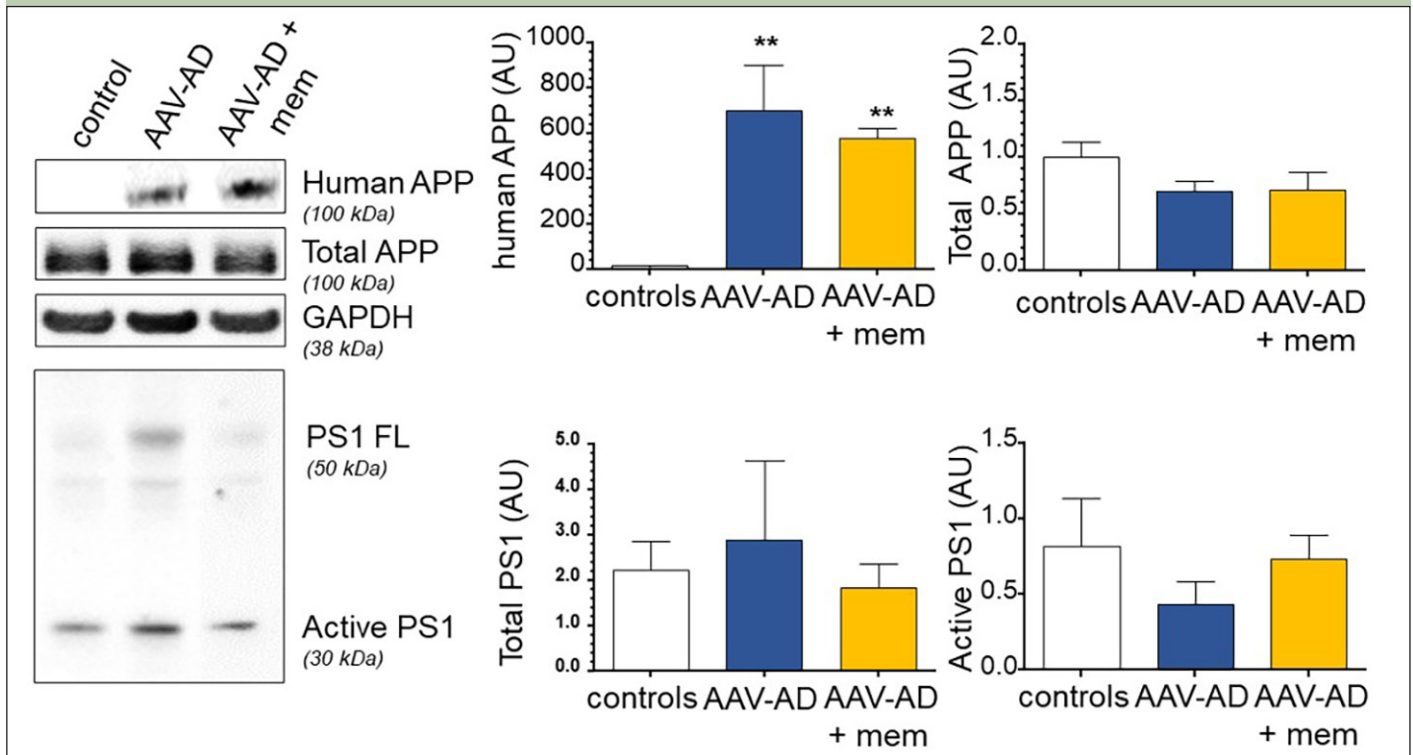 control
AAV-AD
AAV-AD +
mem
Human APP
(100 kDa)
Total APP
(100 kDa)
GAPDH
(38 kDa)
PS1 FL
(50 kDa)
Active PS1
(30 kDa)
human APP (AU)
1000
800
600
400
200
0
**
**
controls AAV-AD AAV-AD
+ mem
Total APP (AU)
2.0
1.5
1.0
0.5
0.0
controls AAV-AD AAV-AD
+ mem
Total PS1 (AU)
5.0
4.0
3.0
2.0
1.0
0.0
controls AAV-AD AAV-AD
+ mem
Active PS1 (AU)
1.5
1.0
0.5
0.0
controls AAV-AD AAV-AD
+ mem